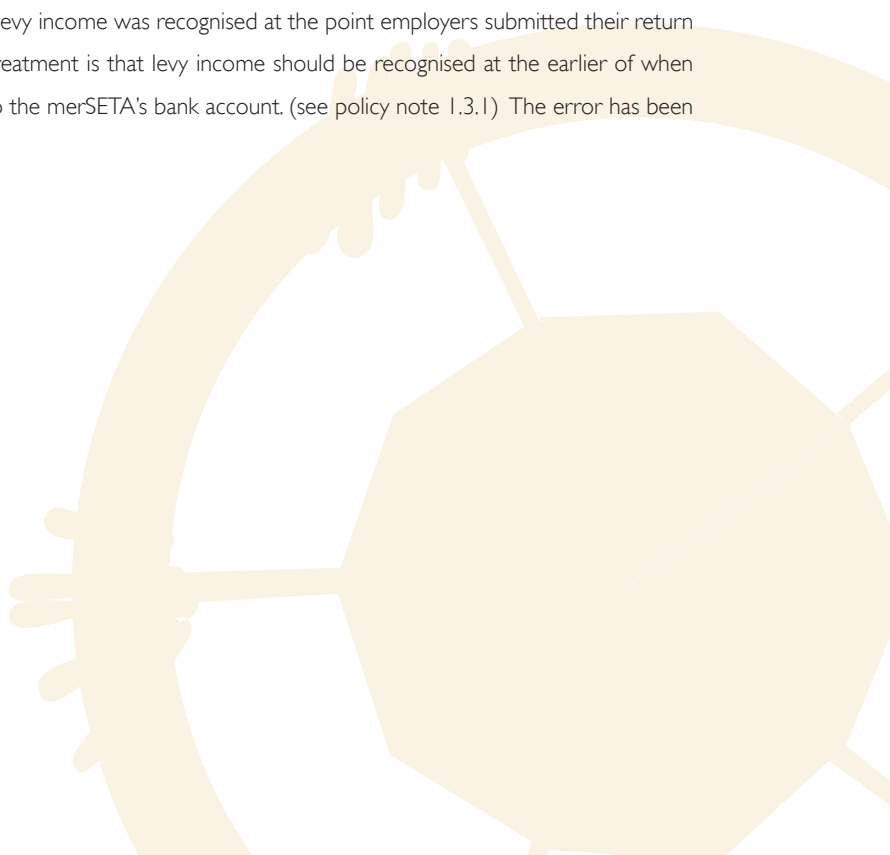 evy income was recognised at the point employers submitted their return
reatment is that levy income should be recognised at the earlier of when
o the merSETA's bank account. (see policy note 1.3.1) The error has been